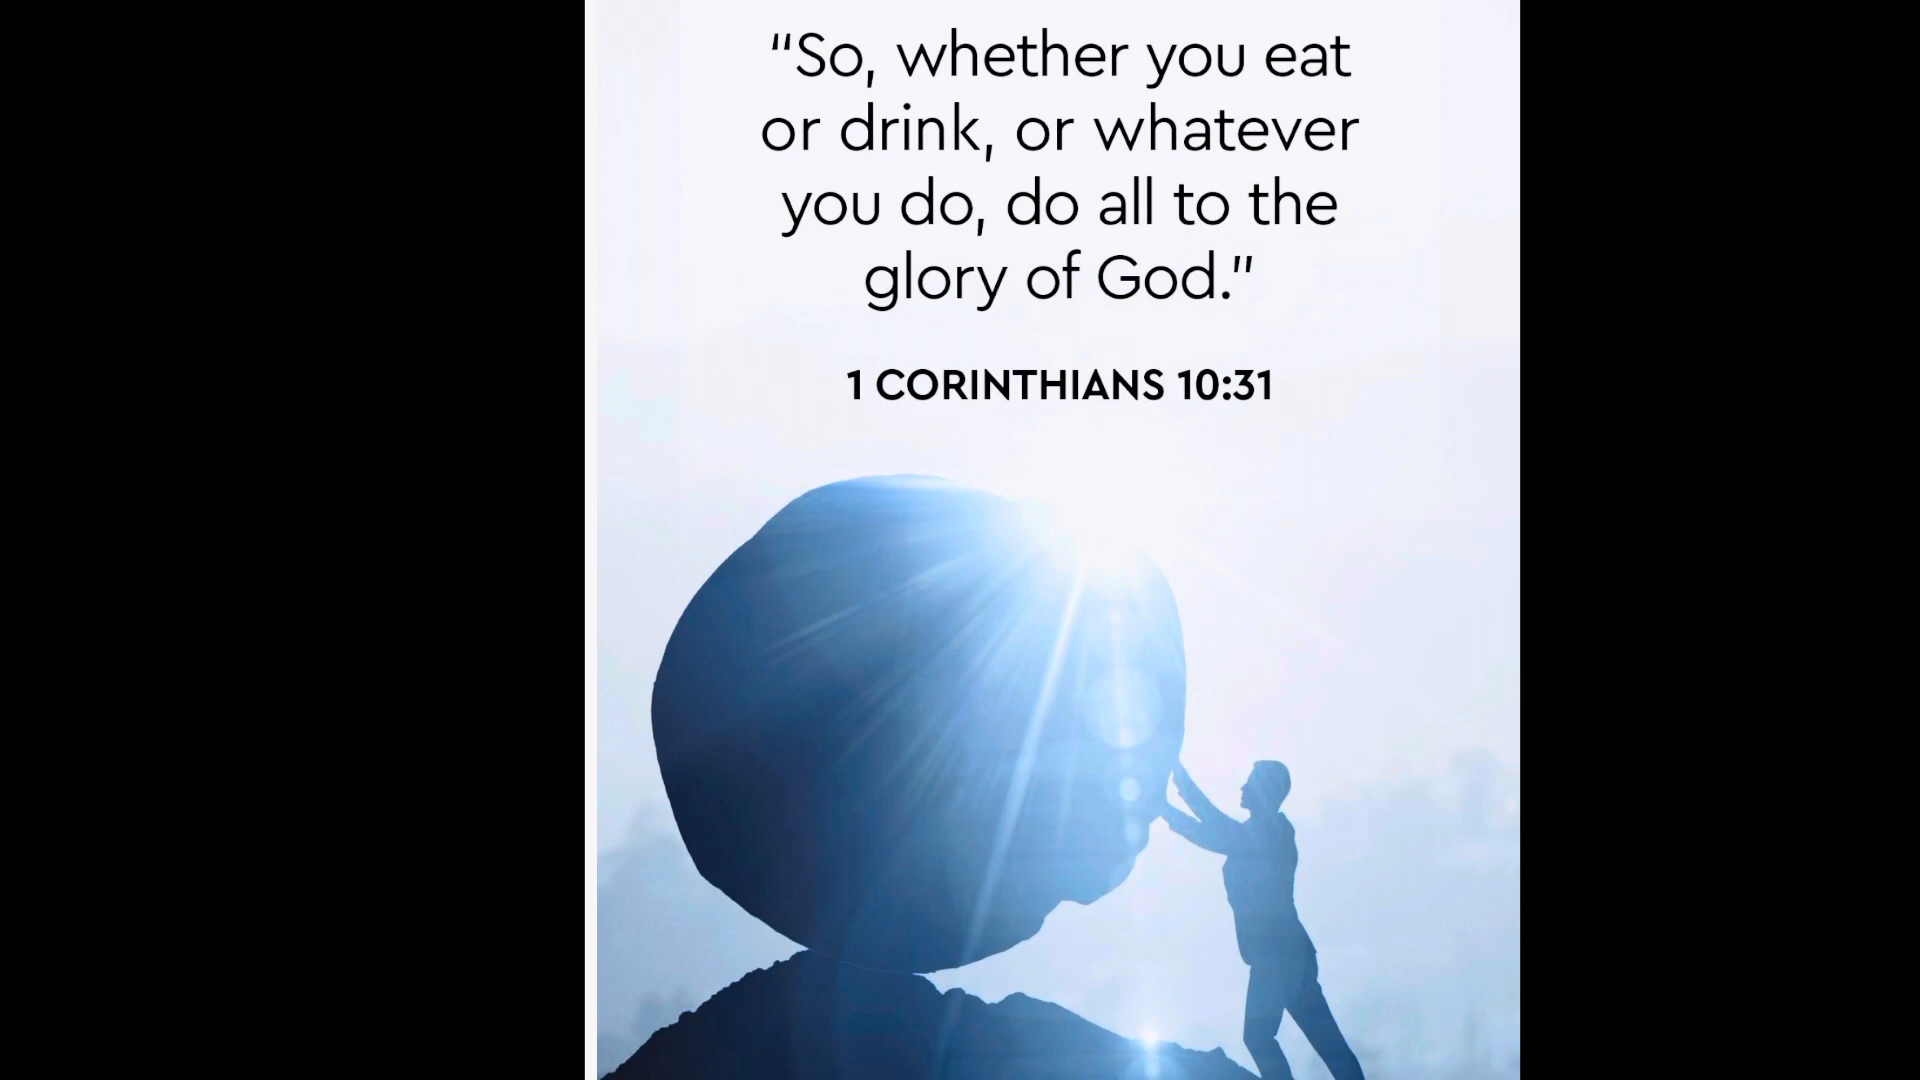 “So, whether you eat
or drink, or whatever
you do, do all to the
glory of God.”
1 CORINTHIANS 10:31